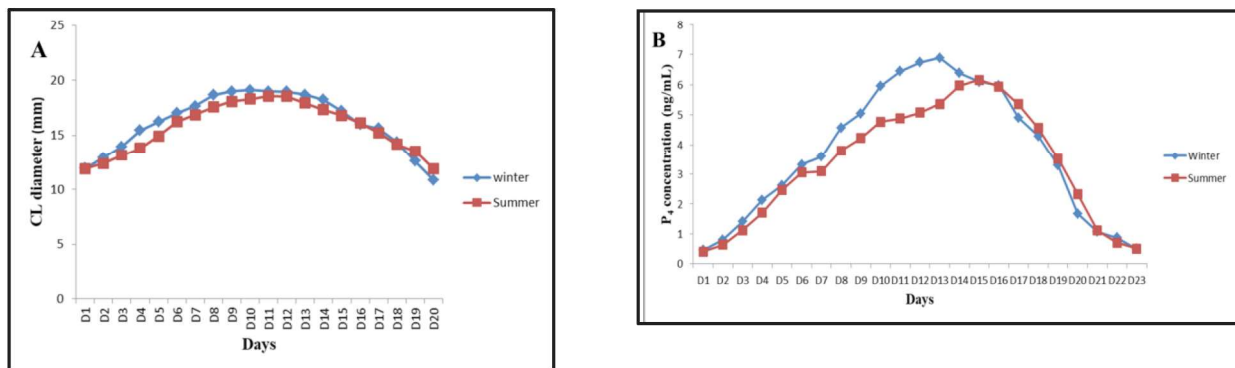 A
CL diameter (mm)
25
20
15
10
5
0
D1 D2 D3 D4 D5 D6 D7 D8 D9 D10 D11 D12 D13 D14 D15 D16 D17 D18 D19 D20
Days
winter
Summer
B
P₄ concentration (ng/mL)
8
7
6
5
4
3
2
1
0
D1 D2 D3 D4 D5 D6 D7 D8 D9 D10 D11 D12 D13 D14 D15 D16 D17 D18 D19 D20 D21 D22 D23
Days
Winter
Summer